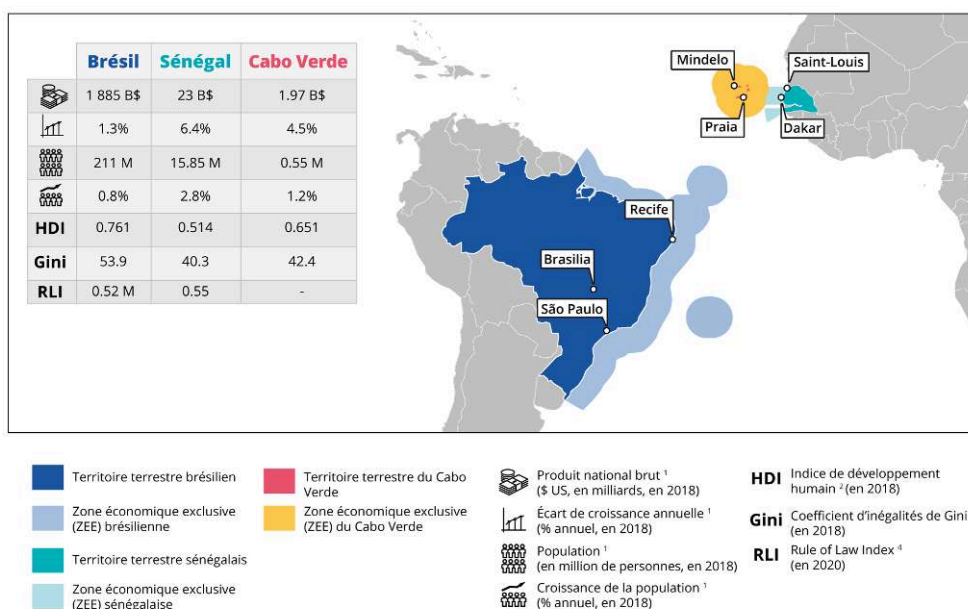 Brésil Sénégal Cabo Verde
1 885 B$ 23 B$ 1.97 B$
1.3% 6.4% 4.5%
211 M 15.85 M 0.55 M
0.8% 2.8% 1.2%
HDI 0.761 0.514 0.651
Gini 53.9 40.3 42.4
RLI 0.52 M 0.55 -
Mindelo
Saint-Louis
Praia
Dakar
Recife
Brasilia
São Paulo
Territoire terrestre brésilien
Zone économique exclusive
(ZEE) brésilienne
Territoire terrestre sénégalais
Zone économique exclusive
(ZEE) sénégalaise
Territoire terrestre du Cabo
Verde
Zone économique exclusive
(ZEE) du Cabo Verde
Produit national brut ¹
($ US, en milliards, en 2018)
Écart de croissance annuelle ¹
(% annuel, en 2018)
Population ¹
(en million de personnes, en 2018)
Croissance de la population ¹
(% annuel, en 2018)
HDI Indice de développement
humain ² (en 2018)
Gini Coefficient d'inégalités de Gini
(en 2018)
RLI Rule of Law Index ⁴
(en 2020)